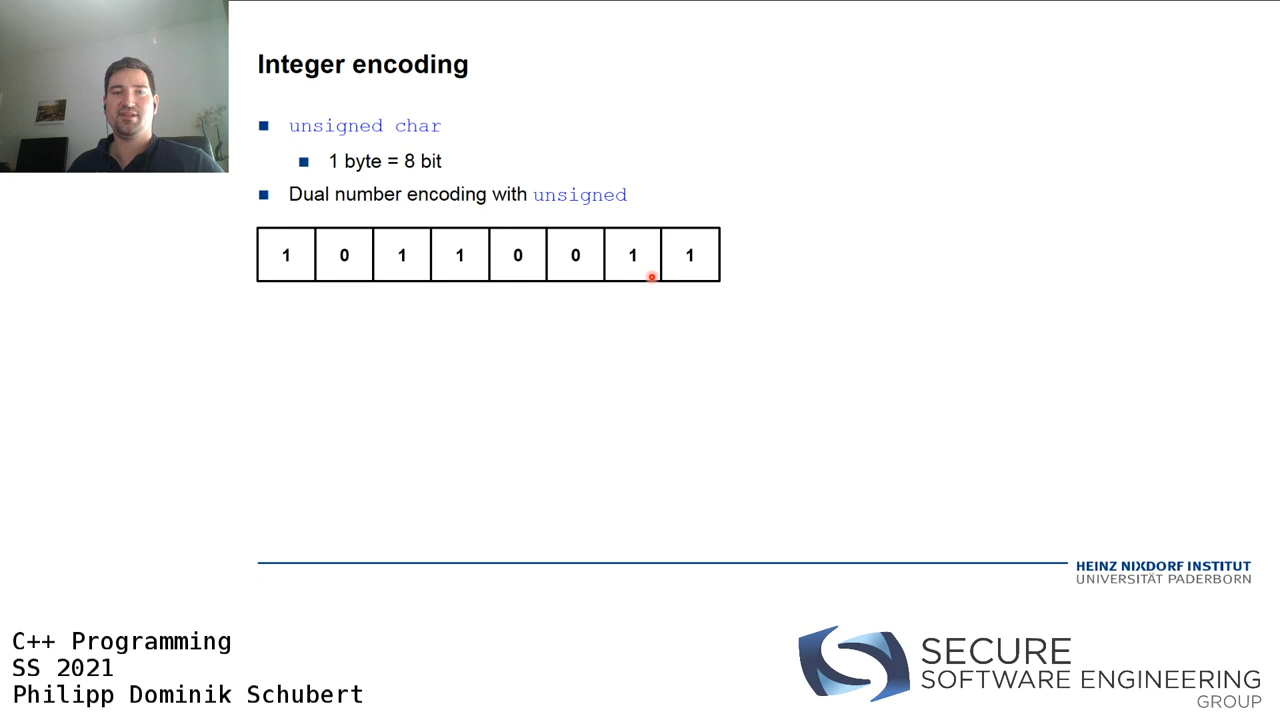 Integer encoding
unsigned char
1 byte = 8 bit
Dual number encoding with unsigned
1 0 1 1 0 0 1 1
HEINZ NIXDORF INSTITUT
UNIVERSITÄT PADERBORN
C++ Programming
SS 2021
Philipp Dominik Schubert
SECURE
SOFTWARE ENGINEERING
GROUP